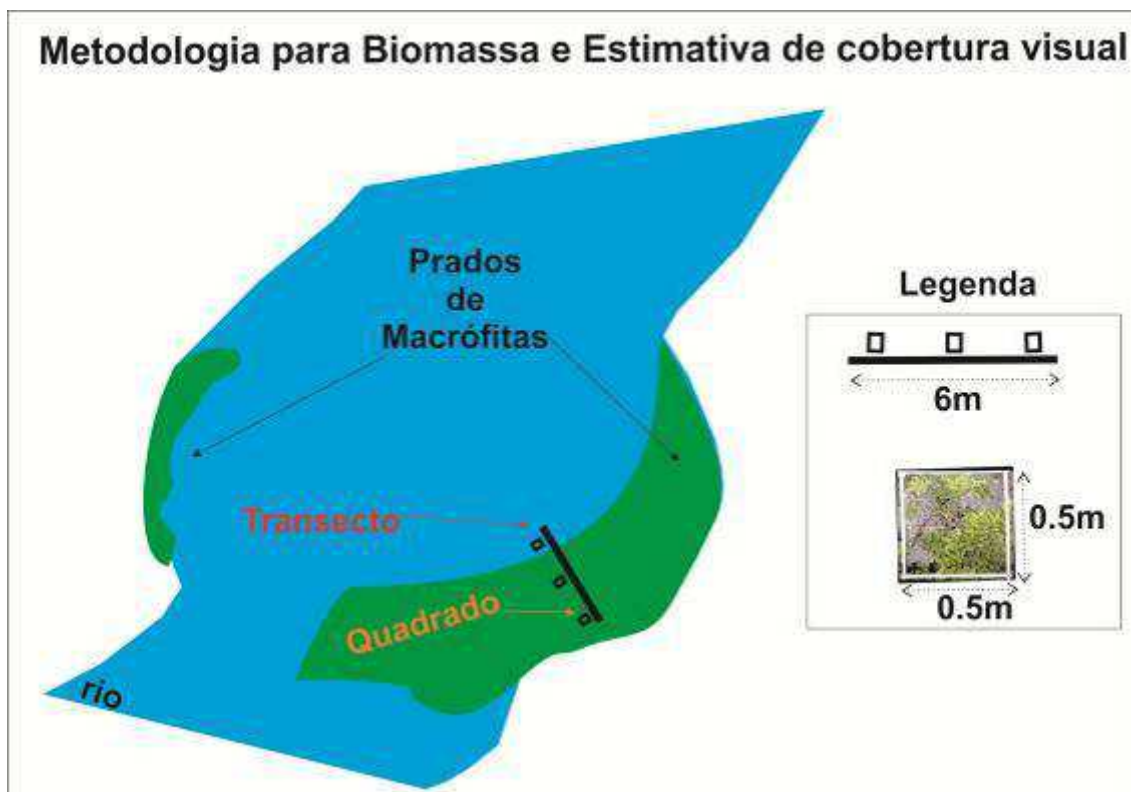 Metodologia para Biomassa e Estimativa de cobertura visual
Prados
de
Macrófitas
Legenda
6m
Transecto
0.5m
Quadrado
0.5m
rio